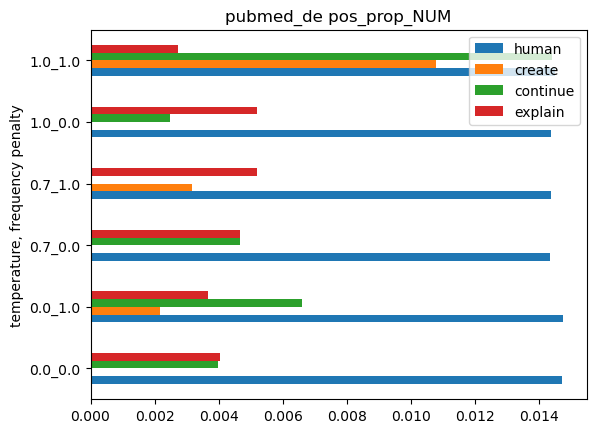 pubmed_de pos_prop_NUM
human
create
continue
explain
temperature, frequency penalty
1.0_1.0
1.0_0.0
0.7_1.0
0.7_0.0
0.0_1.0
0.0_0.0
0.000 0.002 0.004 0.006 0.008 0.010 0.012 0.014